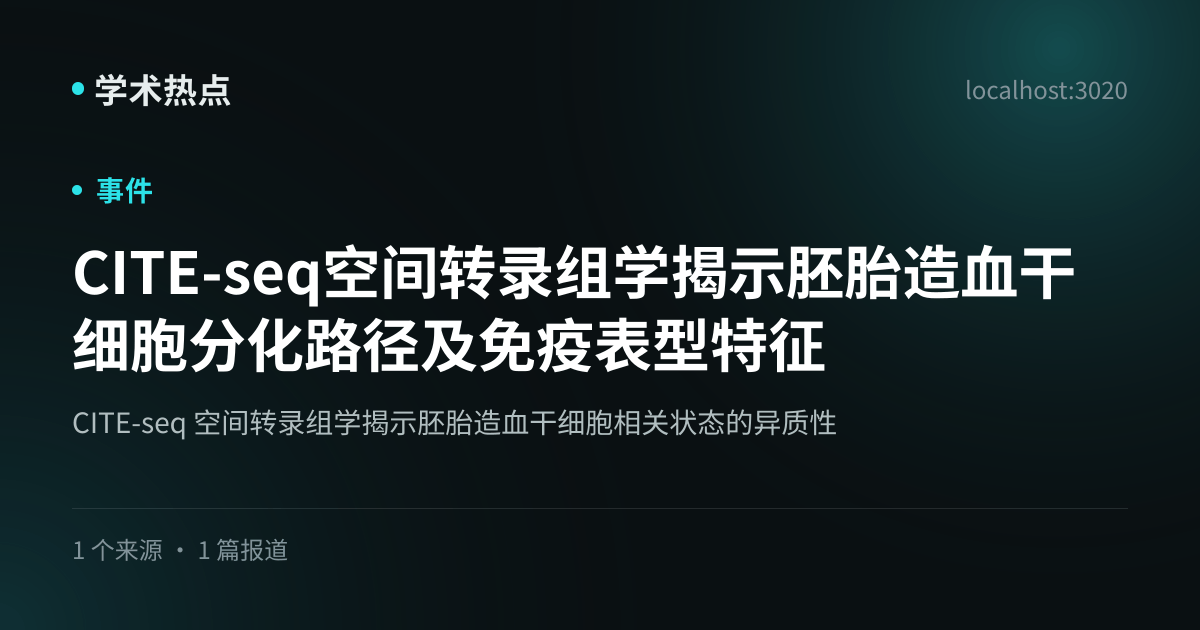 学术热点
localhost:3020
事件
CITE-seq空间转录组学揭示胚胎造血干
细胞分化路径及免疫表型特征
CITE-seq 空间转录组学揭示胚胎造血干细胞相关状态的异质性
1 个来源 · 1 篇报道